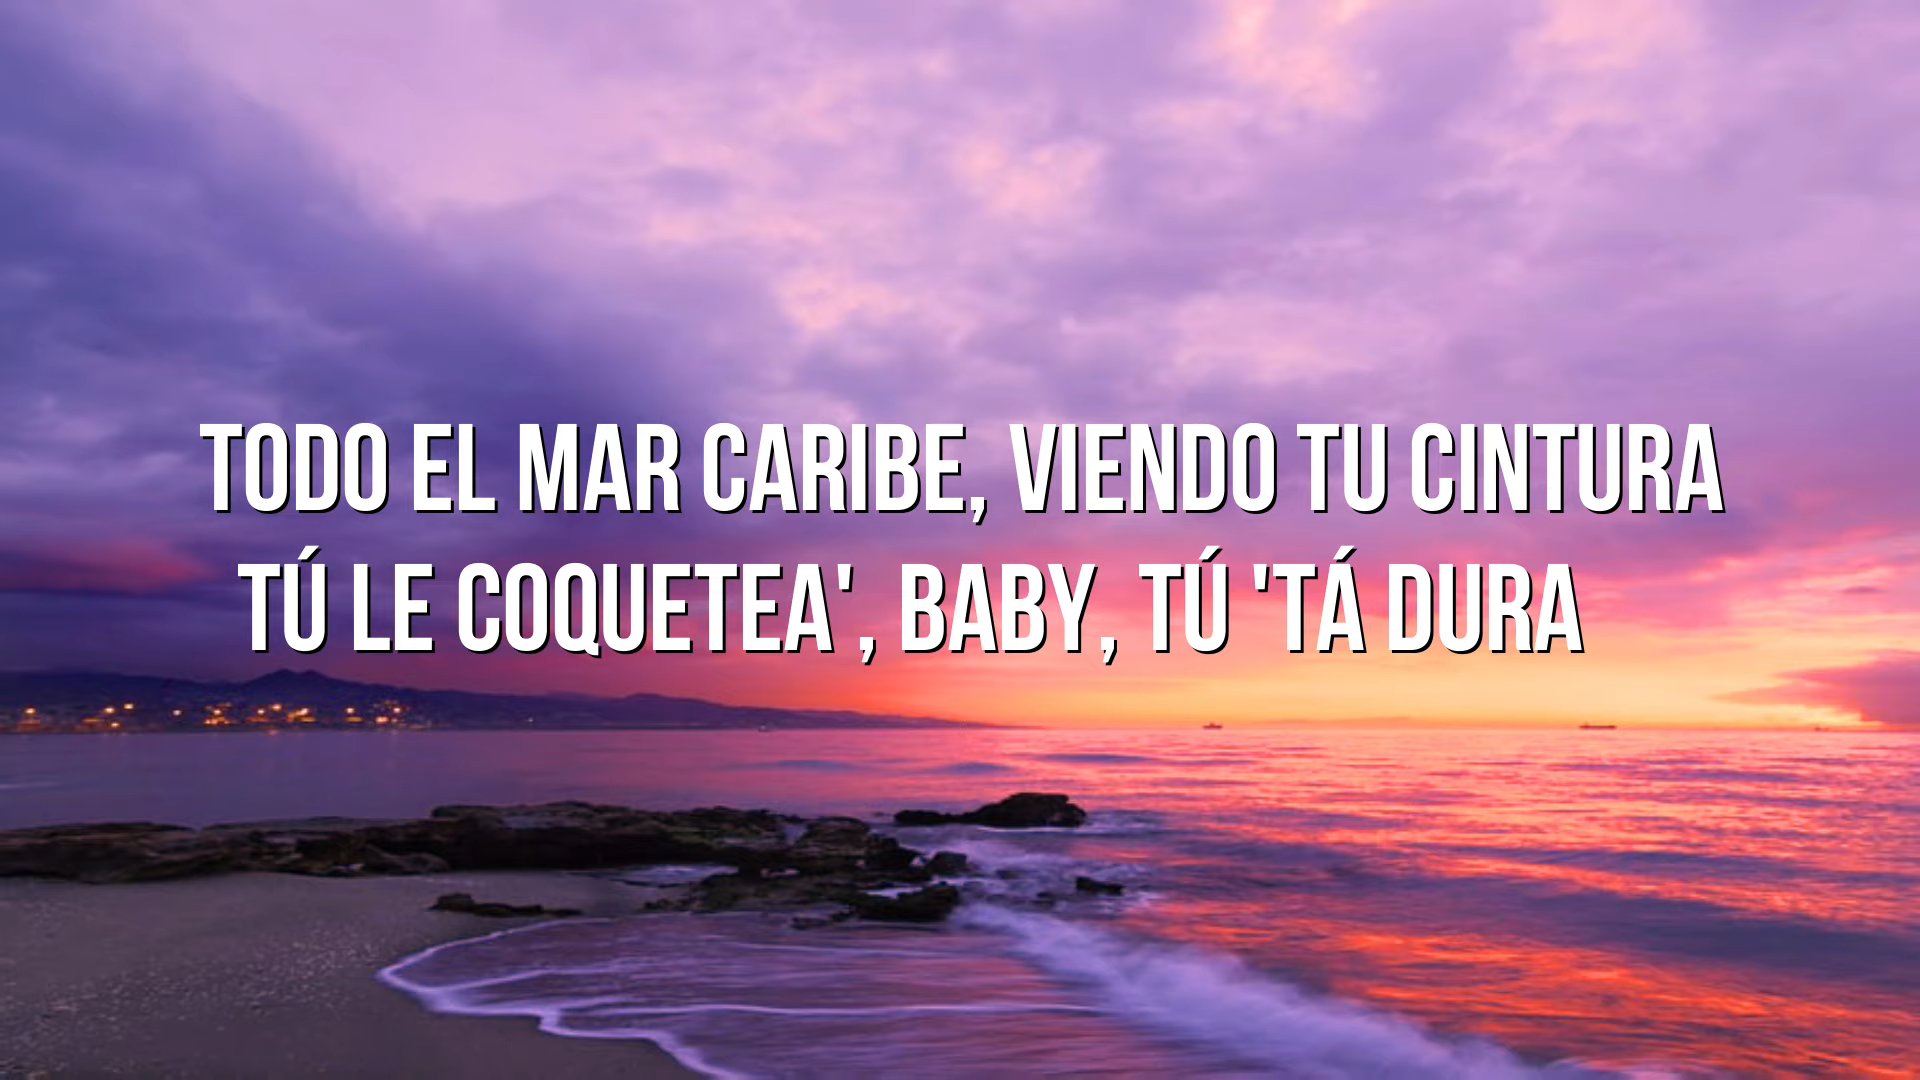 TODO EL MAR CARIBE, VIENDO TU CINTURA
TÚ LE COQUETEA', BABY, TÚ 'TÁ DURA